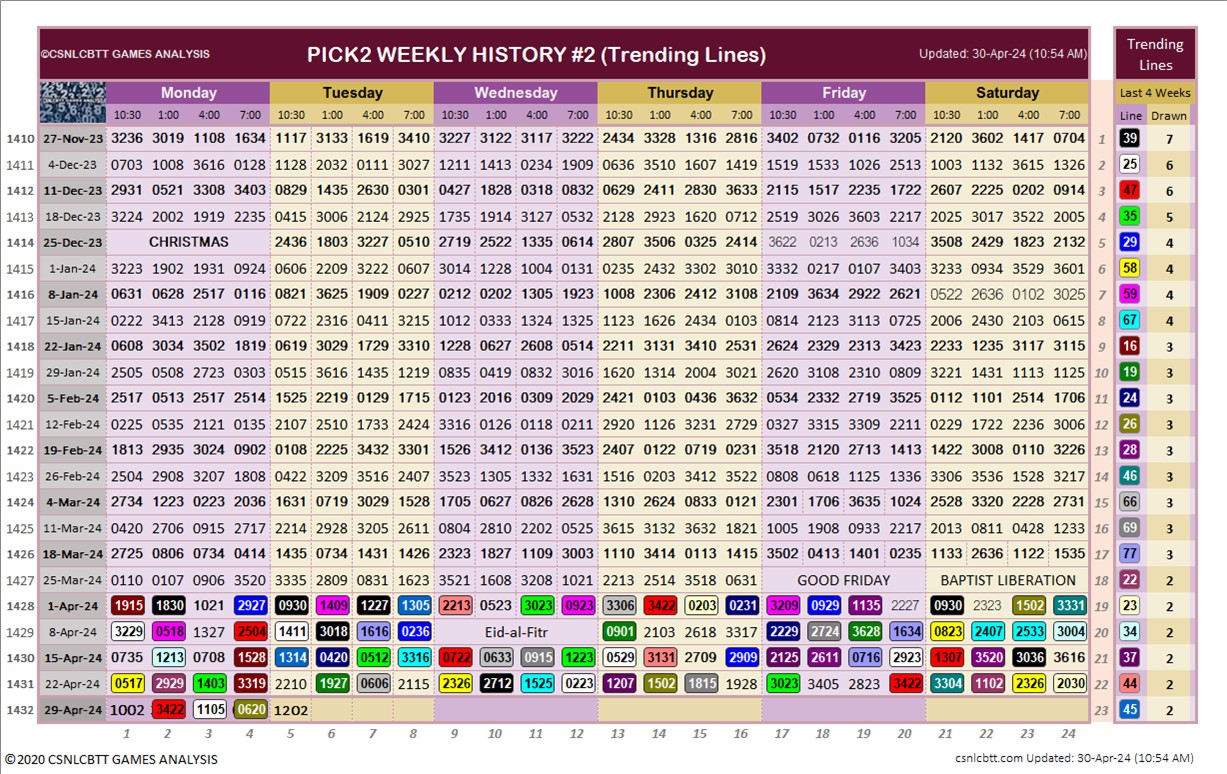 ©CSNLCBTT GAMES ANALYSIS PICK2 WEEKLY HISTORY #2 (Trending Lines) Updated: 30-Apr-24 (10:54 AM) Trending Lines
Monday Tuesday Wednesday Thursday Friday Saturday Last 4 Weeks
10:30 1:00 4:00 7:00 10:30 1:00 4:00 7:00 10:30 1:00 4:00 7:00 10:30 1:00 4:00 7:00 10:30 1:00 4:00 7:00 10:30 1:00 4:00 7:00 Line Drawn
1410 27-Nov-23 3236 3019 1108 1634 1117 3133 1619 3410 3227 3122 3117 3222 2434 3328 1316 2816 3402 0732 0116 3205 2120 3602 1417 0704 1 39 7
1411 4-Dec-23 0703 1008 3616 0128 1128 2032 0111 3027 1211 1413 0234 1909 0636 3510 1607 1419 1519 1533 1026 2513 1003 1132 3615 1326 2 25 6
1412 11-Dec-23 2931 0521 3308 3403 0829 1435 2630 0301 0427 1828 0318 0832 0629 2411 2830 3633 2115 1517 2235 1722 2607 2225 0202 0914 3 47 6
1413 18-Dec-23 3224 2002 1919 2235 0415 3006 2124 2925 1735 1914 3127 0532 2128 2923 1620 0712 2519 3026 3603 2217 2025 3017 3522 2005 4 35 5
1414 25-Dec-23 CHRISTMAS 2436 1803 3227 0510 2719 2522 1335 0614 2807 3506 0325 2414 3622 0213 2636 1034 3508 2429 1823 2132 5 29 4
1415 1-Jan-24 3223 1902 1931 0924 0606 2209 3222 0607 3014 1228 1004 0131 0235 2432 3302 3010 3332 0217 0107 3403 3233 0934 3529 3601 6 58 4
1416 8-Jan-24 0631 0628 2517 0116 0821 3625 1909 0227 0212 0202 1305 1923 1008 2306 2412 3108 2109 3634 2922 2621 0522 2636 0102 3025 7 59 4
1417 15-Jan-24 0222 3413 2128 0919 0722 2316 0411 3215 1012 0333 1324 1325 1123 1626 2434 0103 0814 2123 3113 0725 2006 2430 2103 0615 8 67 4
1418 22-Jan-24 0608 3034 3502 1819 0619 3029 1729 3310 1228 0627 2608 0514 2211 3131 3410 2531 2624 2329 2313 3423 2233 1235 3117 3115 9 16 3
1419 29-Jan-24 2505 0508 2723 0303 0515 3616 1435 1219 0835 0419 0832 3016 1620 1314 2004 3021 2630 3108 2310 0809 3221 1431 1113 1125 10 19 3
1420 5-Feb-24 2517 0513 2517 2514 1525 2219 0129 1715 0123 2016 0309 2029 2421 0103 0436 3632 0534 2332 2719 3525 0112 1101 2514 1706 11 24 3
1421 12-Feb-24 0225 0535 2121 0135 2107 2510 1733 2424 3316 0126 0118 0211 2920 1126 3231 2729 0327 3315 3309 2211 0229 1722 2236 3006 12 26 3
1422 19-Feb-24 1813 2935 3024 0902 0108 2225 3432 3301 1526 3412 0136 3523 2407 0122 0719 0231 3518 2120 2713 1413 1422 3008 0110 3226 13 28 3
1423 26-Feb-24 2504 2908 3207 1808 0422 3209 3516 2404 3523 1305 1332 1631 1516 0203 3412 3522 0808 0618 1125 1336 3306 3536 1528 3217 14 46 3
1424 4-Mar-24 2734 1223 0223 2036 1631 0719 3029 1528 1705 0627 0826 2628 1310 2624 0833 0121 2301 1706 3635 1024 2528 3320 2228 2731 15 66 3
1425 11-Mar-24 0420 2706 0915 2717 2214 2928 3205 2611 0804 2810 2202 0525 3615 3132 3632 1821 1005 1908 0933 2217 2013 0811 0428 1233 16 69 3
1426 18-Mar-24 2725 0806 0734 0414 1435 0734 1431 1426 2323 1827 1109 3003 1110 3414 0113 1415 3502 0413 1401 0235 1133 2636 1122 1535 17 77 3
1427 25-Mar-24 0110 0107 0906 3520 3335 2809 0831 1623 3521 1608 3208 1021 2213 2514 3518 0631 GOOD FRIDAY BAPTIST LIBERATION 18 22 2
1428 1-Apr-24 1915 1830 1021 2927 0930 1409 1227 1305 2213 0523 3023 0923 3306 3422 0203 0231 3209 0929 1135 2227 0930 2323 1502 3331 19 23 2
1429 8-Apr-24 3229 0518 1327 2504 1411 3018 1616 0236 Eid-al-Fitr 0901 2103 2618 3317 2229 2724 3628 1634 0823 2407 2533 3004 20 34 2
1430 15-Apr-24 0735 1213 0708 1528 1314 0420 0512 3316 0722 0633 0915 1223 0529 3131 2709 2909 2125 2611 0716 2923 1307 3520 3036 3616 21 37 2
1431 22-Apr-24 0517 2929 1403 3319 2210 1927 0606 2115 2326 2712 1525 0223 1207 1502 1815 1928 3023 3405 2823 3422 3304 1102 2326 2030 22 44 2
1432 29-Apr-24 1002 3422 1105 0620 1202 23 45 2
1 2 3 4 5 6 7 8 9 10 11 12 13 14 15 16 17 18 19 20 21 22 23 24
©2020 CSNLCBTT GAMES ANALYSIS csnlcbtt.com Updated: 30-Apr-24 (10:54 AM)